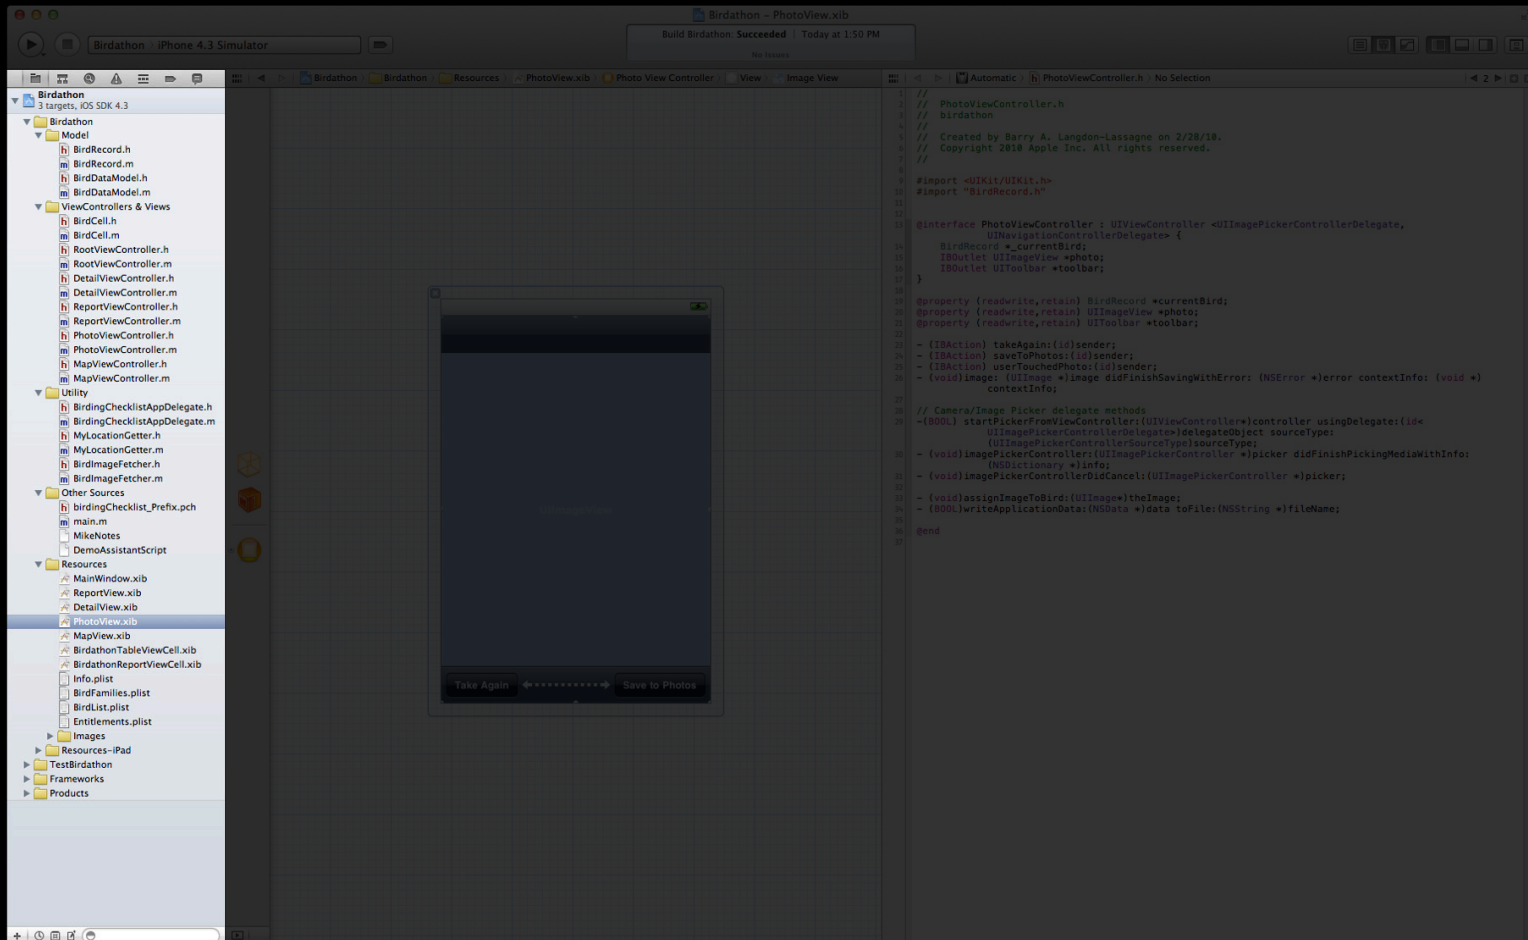 Birdathon – PhotoView.xib
Birdathon iPhone 4.3 Simulator
Build Birdathon: Succeeded Today at 1:50 PM
No Issues
Birdathon Birdathon Resources PhotoView.xib Photo View Controller View Image View
Automatic PhotoViewController.h No Selection
2
Birdathon
3 targets, iOS SDK 4.3
Birdathon
Model
BirdRecord.h
BirdRecord.m
BirdDataModel.h
BirdDataModel.m
ViewControllers & Views
BirdCell.h
BirdCell.m
RootViewController.h
RootViewController.m
DetailViewController.h
DetailViewController.m
ReportViewController.h
ReportViewController.m
PhotoViewController.h
PhotoViewController.m
MapViewController.h
MapViewController.m
Utility
BirdingChecklistAppDelegate.h
BirdingChecklistAppDelegate.m
MyLocationGetter.h
MyLocationGetter.m
BirdImageFetcher.h
BirdImageFetcher.m
Other Sources
birdingChecklist_Prefix.pch
main.m
MikeNotes
DemoAssistantScript
Resources
MainWindow.xib
ReportView.xib
DetailView.xib
PhotoView.xib
MapView.xib
BirdathonTableViewCell.xib
BirdathonReportViewCell.xib
Info.plist
BirdFamilies.plist
BirdList.plist
Entitlements.plist
Images
Resources-iPad
TestBirdathon
Frameworks
Products
UIImageView
Take Again
Save to Photos
//
// PhotoViewController.h
// birdathon
//
// Created by Barry A. Langdon-Lassagne on 2/28/10.
// Copyright 2010 Apple Inc. All rights reserved.
//
#import <UIKit/UIKit.h>
#import "BirdRecord.h"
@interface PhotoViewController : UIViewController <UIImagePickerControllerDelegate,
UINavigationControllerDelegate> {
BirdRecord *_currentBird;
IBOutlet UIImageView *photo;
IBOutlet UIToolbar *toolbar;
}
@property (readwrite,retain) BirdRecord *currentBird;
@property (readwrite,retain) UIImageView *photo;
@property (readwrite,retain) UIToolbar *toolbar;
- (IBAction) takeAgain:(id)sender;
- (IBAction) saveToPhotos:(id)sender;
- (IBAction) userTouchedPhoto:(id)sender;
- (void)image: (UIImage *)image didFinishSavingWithError: (NSError *)error contextInfo: (void *)
contextInfo;
// Camera/Image Picker delegate methods
-(BOOL) startPickerFromViewController:(UIViewController*)controller usingDelegate:(id<
UIImagePickerControllerDelegate>)delegateObject sourceType:
(UIImagePickerControllerSourceType)sourceType;
- (void)imagePickerController:(UIImagePickerController *)picker didFinishPickingMediaWithInfo:
(NSDictionary *)info;
- (void)imagePickerControllerDidCancel:(UIImagePickerController *)picker;
- (void)assignImageToBird:(UIImage*)theImage;
- (BOOL)writeApplicationData:(NSData *)data toFile:(NSString *)fileName;
@end